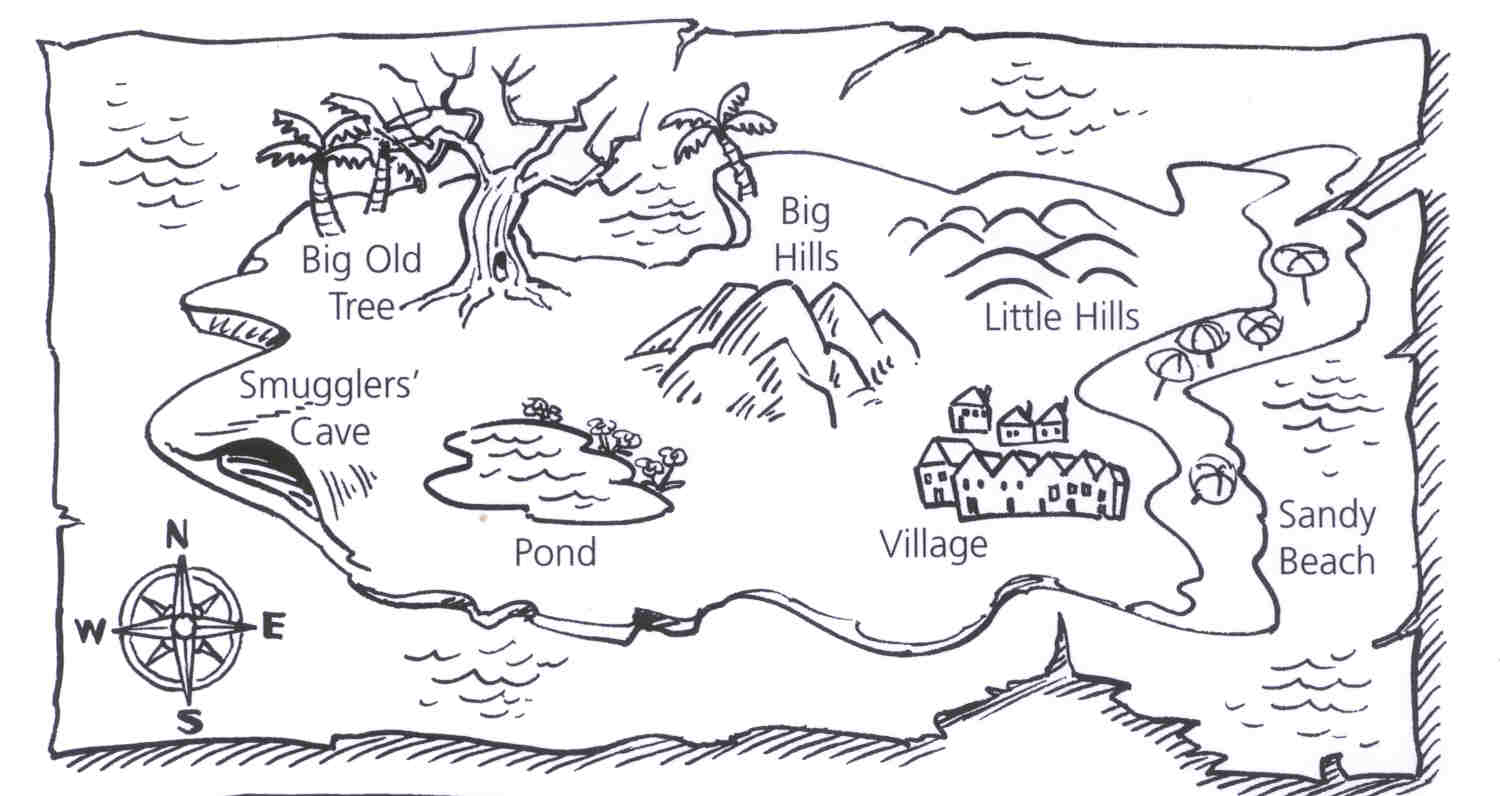 Big
Hills
Big Old
Tree
Little Hills
Smugglers'
Cave
Sandy
Beach
Village
Pond
N
W
E
S